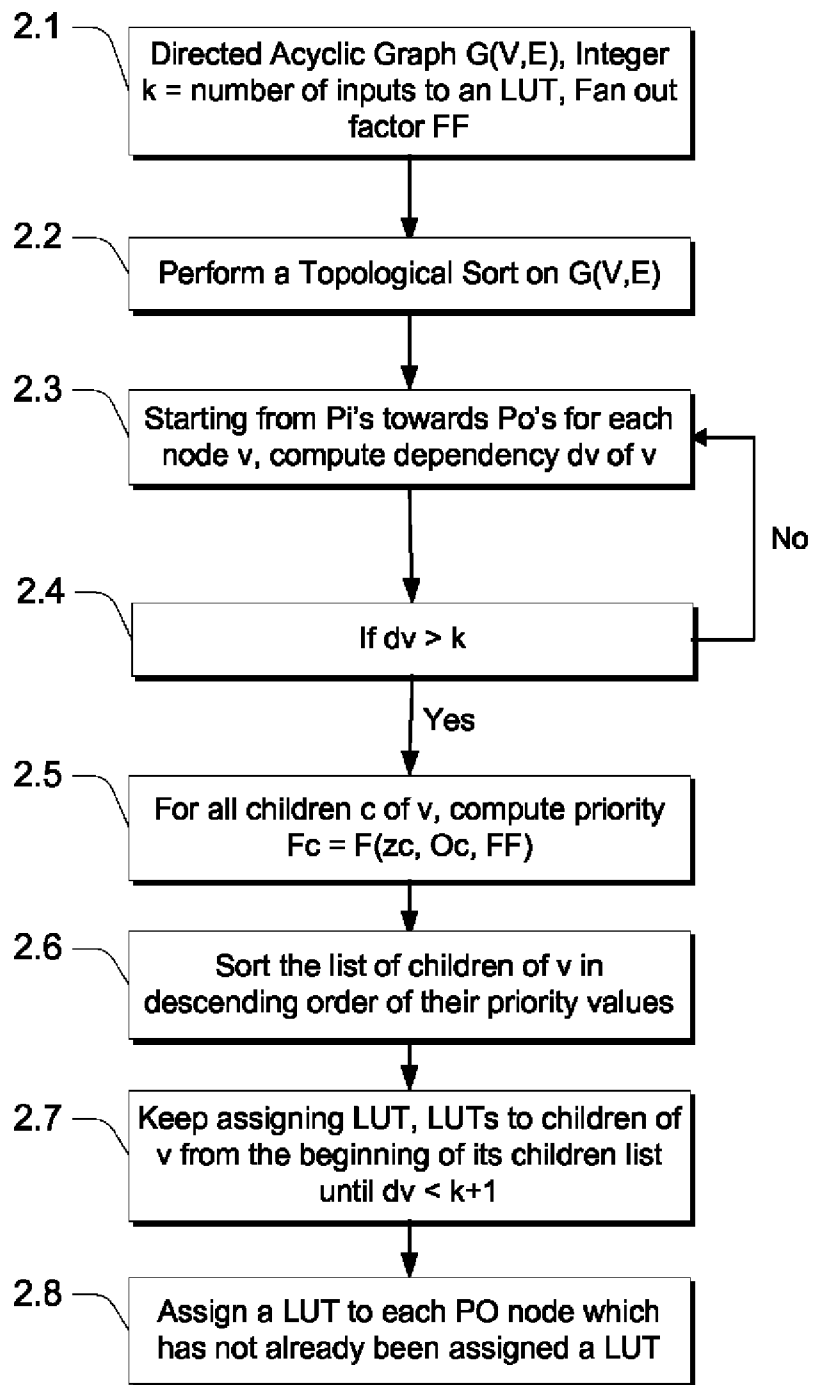 2.1
Directed Acyclic Graph G(V,E), Integer
k = number of inputs to an LUT, Fan out
factor FF
2.2
Perform a Topological Sort on G(V,E)
2.3
Starting from Pi's towards Po's for each
node v, compute dependency dv of v
No
2.4
If dv > k
Yes
2.5
For all children c of v, compute priority
Fc = F(zc, Oc, FF)
2.6
Sort the list of children of v in
descending order of their priority values
2.7
Keep assigning LUT, LUTs to children of
v from the beginning of its children list
until dv < k+1
2.8
Assign a LUT to each PO node which
has not already been assigned a LUT